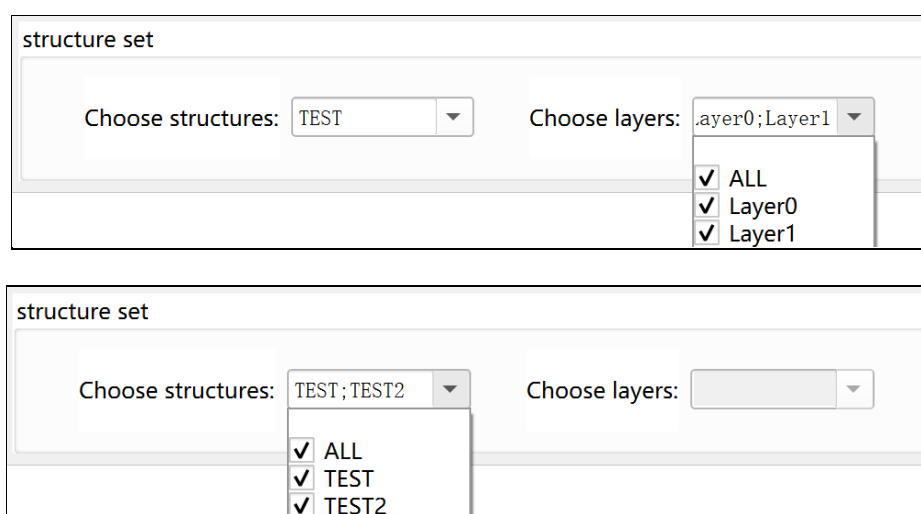 structure set
Choose structures: TEST Choose layers: ayer0;Layer1
ALL
Layer0
Layer1
structure set
Choose structures: TEST;TEST2 Choose layers:
ALL
TEST
TEST2